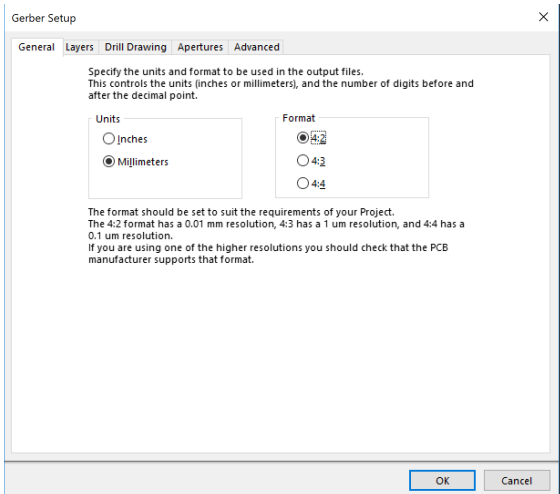 Gerber Setup
General Layers Drill Drawing Apertures Advanced
Specify the units and format to be used in the output files.
This controls the units (inches or millimeters), and the number of digits before and
after the decimal point.
Units
Inches
Millimeters
Format
4:2
4:3
4:4
The format should be set to suit the requirements of your Project.
The 4:2 format has a 0.01 mm resolution, 4:3 has a 1 um resolution, and 4:4 has a
0.1 um resolution.
If you are using one of the higher resolutions you should check that the PCB
manufacturer supports that format.
OK Cancel